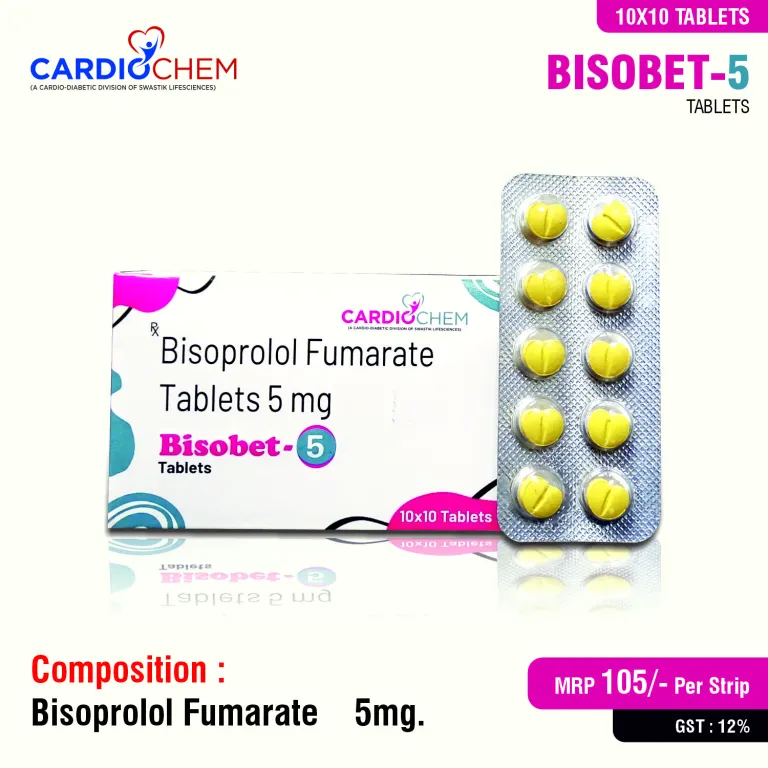 10X10 TABLETS
CARDIOCHEM
(A CARDIO-DIABETIC DIVISION OF SWASTIK LIFESCIENCES)
BISOBET-5
TABLETS
CARDIOCHEM
(A CARDIO-DIABETIC DIVISION OF SWASTIK LIFESCIENCES)
℞
Bisoprolol Fumarate
Tablets 5 mg
Bisobet-5
Tablets
10x10 Tablets
Composition :
Bisoprolol Fumarate 5mg.
MRP 105/- Per Strip
GST : 12%